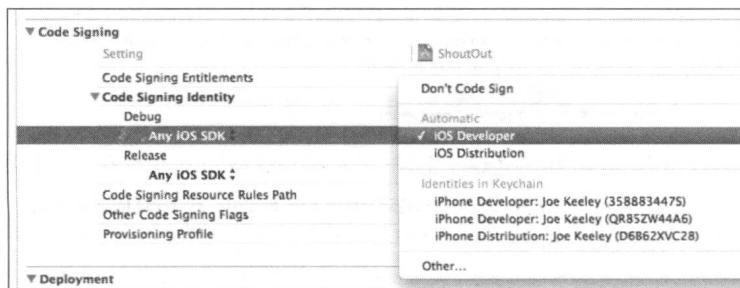 Code Signing
Setting
ShoutOut
Code Signing Entitlements
Code Signing Identity
Debug
Any iOS SDK
Release
Any iOS SDK
Code Signing Resource Rules Path
Other Code Signing Flags
Provisioning Profile
Deployment
Don't Code Sign
Automatic
✓ iOS Developer
iOS Distribution
Identities in Keychain
iPhone Developer: Joe Keeley (358883447S)
iPhone Developer: Joe Keeley (QR85ZW44A6)
iPhone Distribution: Joe Keeley (D6B62XVC28)
Other...